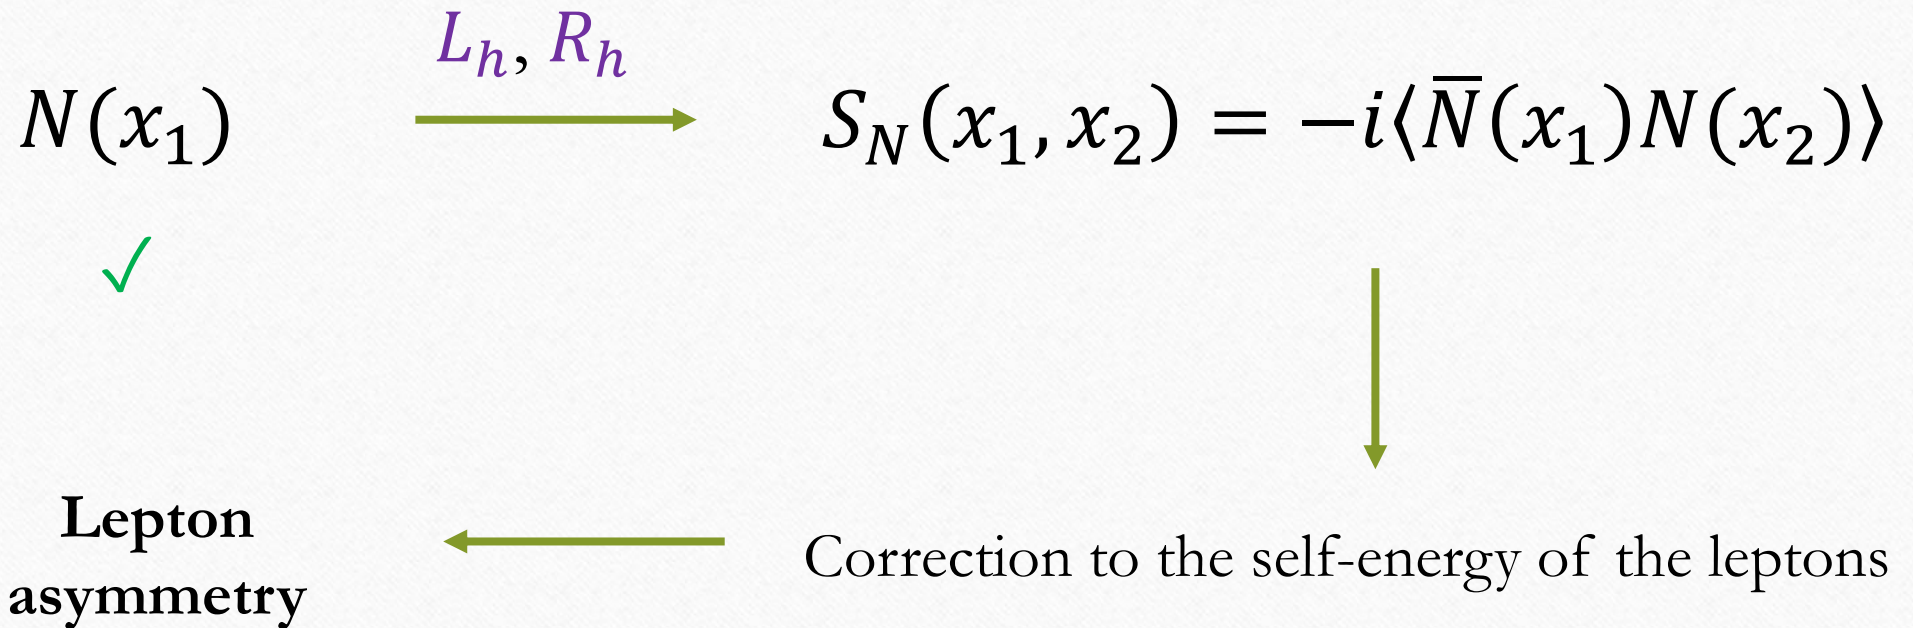 L_h, R_h
N(x_1)
S_N(x_1, x_2) = −i⟨N̅(x_1)N(x_2)⟩
✓
Lepton
asymmetry
Correction to the self-energy of the leptons